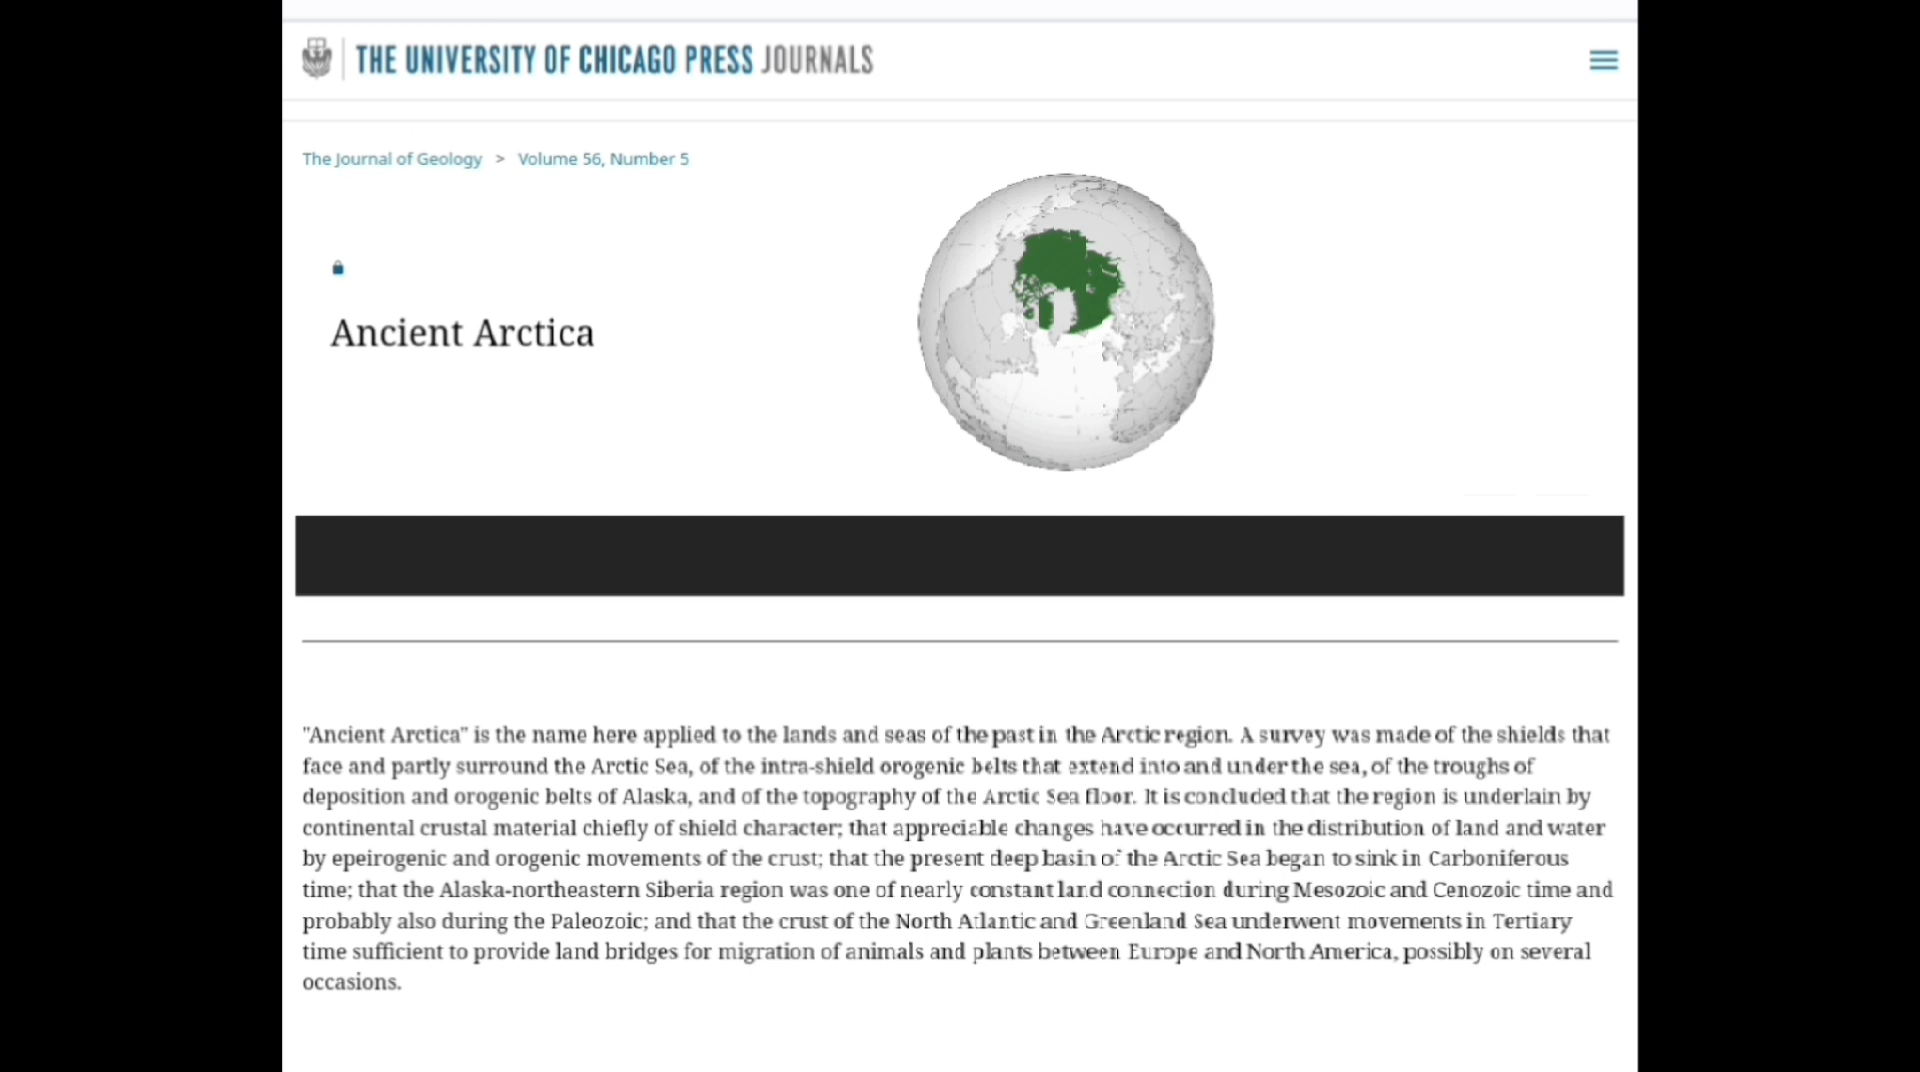 THE UNIVERSITY OF CHICAGO PRESS JOURNALS
The Journal of Geology > Volume 56, Number 5
Ancient Arctica
"Ancient Arctica" is the name here applied to the lands and seas of the past in the Arctic region. A survey was made of the shields that
face and partly surround the Arctic Sea, of the intra-shield orogenic belts that extend into and under the sea, of the troughs of
deposition and orogenic belts of Alaska, and of the topography of the Arctic Sea floor. It is concluded that the region is underlain by
continental crustal material chiefly of shield character; that appreciable changes have occurred in the distribution of land and water
by epeirogenic and orogenic movements of the crust; that the present deep basin of the Arctic Sea began to sink in Carboniferous
time; that the Alaska-northeastern Siberia region was one of nearly constant land connection during Mesozoic and Cenozoic time and
probably also during the Paleozoic; and that the crust of the North Atlantic and Greenland Sea underwent movements in Tertiary
time sufficient to provide land bridges for migration of animals and plants between Europe and North America, possibly on several
occasions.